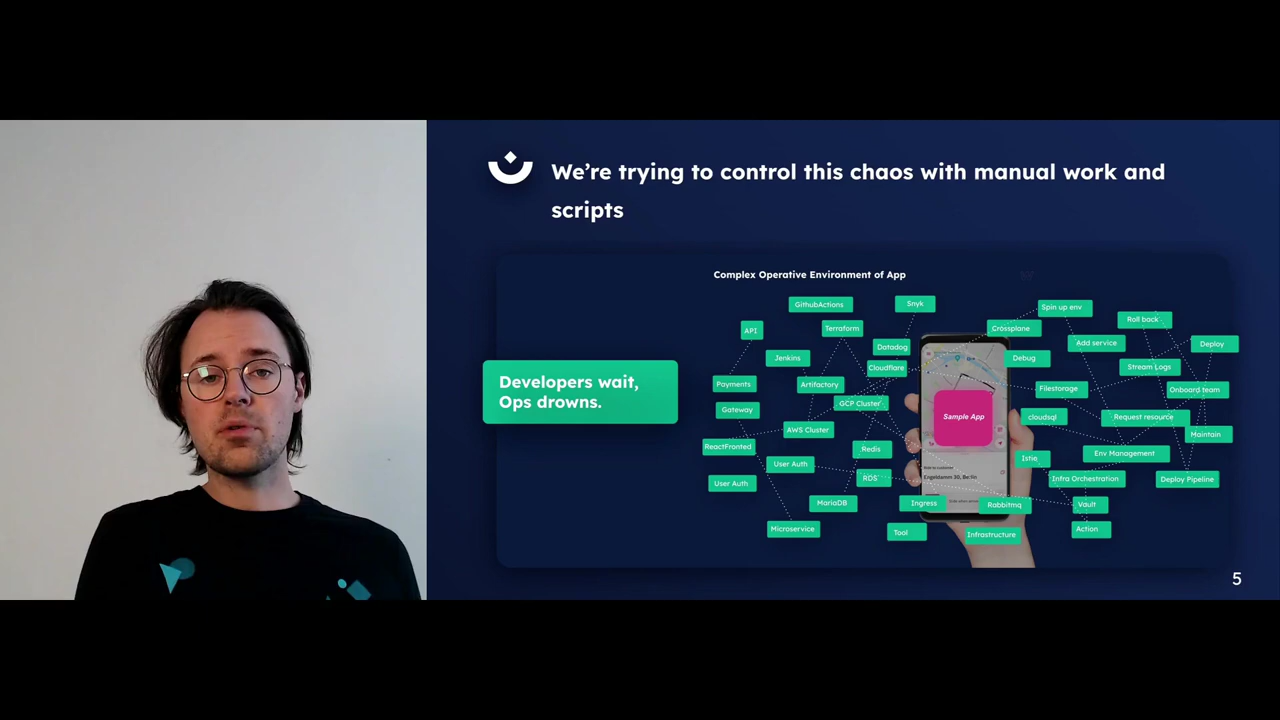 We're trying to control this chaos with manual work and
scripts
Complex Operative Environment of App
Developers wait,
Ops drowns.
GithubActions
Snyk
Spin up env
Roll back
API
Terraform
Crossplane
Add service
Deploy
Jenkins
Datadog
Debug
Stream Logs
Cloudflare
Payments
Artifactory
Filestorage
Onboard team
Gateway
GCP Cluster
Sample App
cloudsql
Request resource
AWS Cluster
Maintain
ReactFronted
Redis
Istio
Env Management
User Auth
RDS
Engeldamm 30, Berlin
Infra Orchestration
Deploy Pipeline
User Auth
MariaDB
Ingress
Rabbitmq
Vault
Microservice
Tool
Infrastructure
Action
5